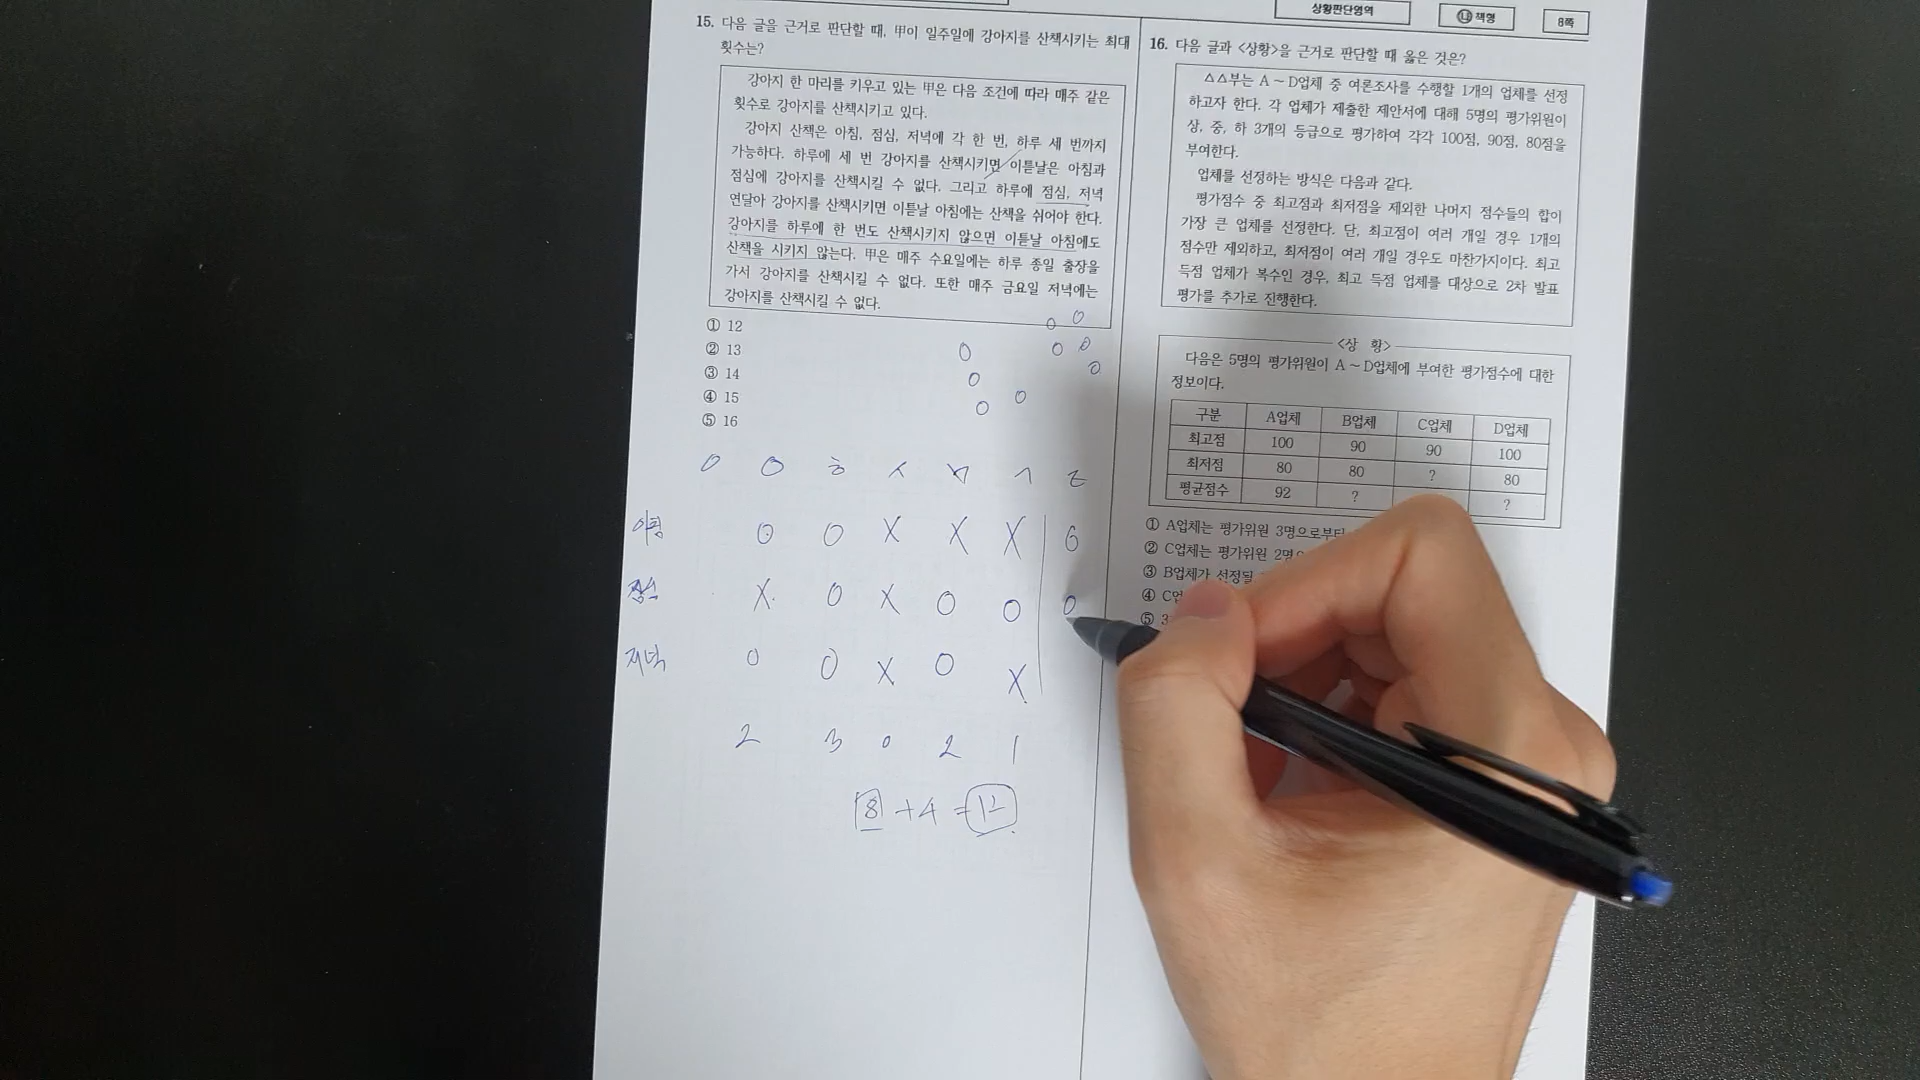 상황판단영역
㉯ 책형
8쪽
15. 다음 글을 근거로 판단할 때, 甲이 일주일에 강아지를 산책시키는 최대
횟수는?
강아지 한 마리를 키우고 있는 甲은 다음 조건에 따라 매주 같은
횟수로 강아지를 산책시키고 있다.
강아지 산책은 아침, 점심, 저녁에 각 한 번, 하루 세 번까지
가능하다. 하루에 세 번 강아지를 산책시키면 이튿날은 아침과
점심에 강아지를 산책시킬 수 없다. 그리고 하루에 점심, 저녁
연달아 강아지를 산책시키면 이튿날 아침에는 산책을 쉬어야 한다.
강아지를 하루에 한 번도 산책시키지 않으면 이튿날 아침에도
산책을 시키지 않는다. 甲은 매주 수요일에는 하루 종일 출장을
가서 강아지를 산책시킬 수 없다. 또한 매주 금요일 저녁에는
강아지를 산책시킬 수 없다.
① 12
② 13
③ 14
④ 15
⑤ 16
아침 O O X X X
점심 X O X O O O
저녁 O O X O X
2 3 0 2 1
8 + 4 = 12
16. 다음 글과 <상황>을 근거로 판단할 때 옳은 것은?
△△부는 A ~ D업체 중 여론조사를 수행할 1개의 업체를 선정
하고자 한다. 각 업체가 제출한 제안서에 대해 5명의 평가위원이
상, 중, 하 3개의 등급으로 평가하여 각각 100점, 90점, 80점을
부여한다.
업체를 선정하는 방식은 다음과 같다.
평가점수 중 최고점과 최저점을 제외한 나머지 점수들의 합이
가장 큰 업체를 선정한다. 단, 최고점이 여러 개일 경우 1개의
점수만 제외하고, 최저점이 여러 개일 경우도 마찬가지이다. 최고
득점 업체가 복수인 경우, 최고 득점 업체를 대상으로 2차 발표
평가를 추가로 진행한다.
<상 황>
다음은 5명의 평가위원이 A ~ D업체에 부여한 평가점수에 대한
정보이다.
구분 A업체 B업체 C업체 D업체
최고점 100 90 90 100
최저점 80 80 ? 80
평균점수 92 ? ?
① A업체는 평가위원 3명으로부터
② C업체는 평가위원 2명
③ B업체가 선정될
④ C업
⑤ 3